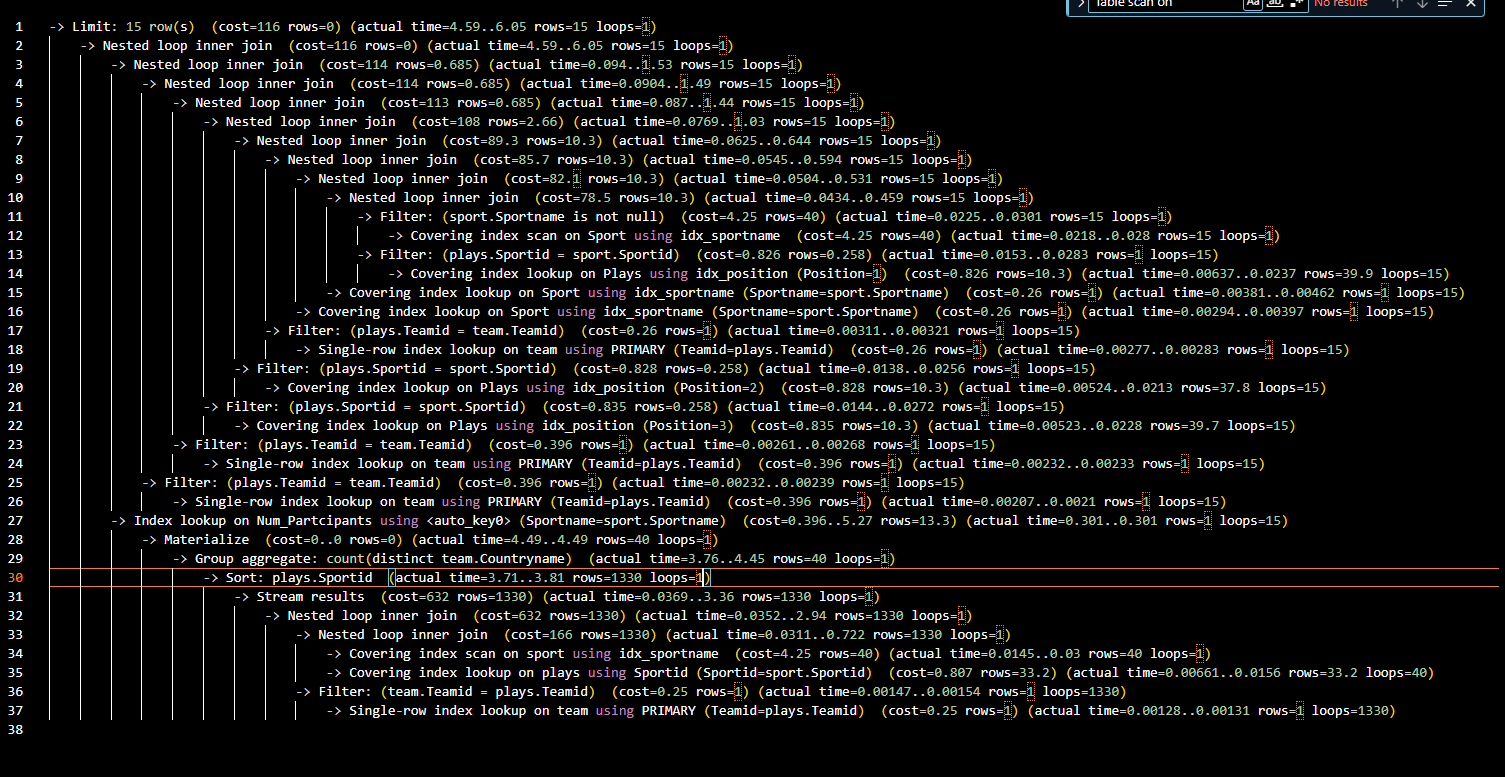 Table scan on Aa ab .* No results
1 -> Limit: 15 row(s) (cost=116 rows=0) (actual time=4.59..6.05 rows=15 loops=1)
2 -> Nested loop inner join (cost=116 rows=0) (actual time=4.59..6.05 rows=15 loops=1)
3 -> Nested loop inner join (cost=114 rows=0.685) (actual time=0.094..1.53 rows=15 loops=1)
4 -> Nested loop inner join (cost=114 rows=0.685) (actual time=0.0904..1.49 rows=15 loops=1)
5 -> Nested loop inner join (cost=113 rows=0.685) (actual time=0.087..1.44 rows=15 loops=1)
6 -> Nested loop inner join (cost=108 rows=2.66) (actual time=0.0769..1.03 rows=15 loops=1)
7 -> Nested loop inner join (cost=89.3 rows=10.3) (actual time=0.0625..0.644 rows=15 loops=1)
8 -> Nested loop inner join (cost=85.7 rows=10.3) (actual time=0.0545..0.594 rows=15 loops=1)
9 -> Nested loop inner join (cost=82.1 rows=10.3) (actual time=0.0504..0.531 rows=15 loops=1)
10 -> Nested loop inner join (cost=78.5 rows=10.3) (actual time=0.0434..0.459 rows=15 loops=1)
11 -> Filter: (sport.Sportname is not null) (cost=4.25 rows=40) (actual time=0.0225..0.0301 rows=15 loops=1)
12 -> Covering index scan on Sport using idx_sportname (cost=4.25 rows=40) (actual time=0.0218..0.028 rows=15 loops=1)
13 -> Filter: (plays.Sportid = sport.Sportid) (cost=0.826 rows=0.258) (actual time=0.0153..0.0283 rows=1 loops=15)
14 -> Covering index lookup on Plays using idx_position (Position=1) (cost=0.826 rows=10.3) (actual time=0.00637..0.0237 rows=39.9 loops=15)
15 -> Covering index lookup on Sport using idx_sportname (Sportname=sport.Sportname) (cost=0.26 rows=1) (actual time=0.00381..0.00462 rows=1 loops=15)
16 -> Covering index lookup on Sport using idx_sportname (Sportname=sport.Sportname) (cost=0.26 rows=1) (actual time=0.00294..0.00397 rows=1 loops=15)
17 -> Filter: (plays.Teamid = team.Teamid) (cost=0.26 rows=1) (actual time=0.00311..0.00321 rows=1 loops=15)
18 -> Single-row index lookup on team using PRIMARY (Teamid=plays.Teamid) (cost=0.26 rows=1) (actual time=0.00277..0.00283 rows=1 loops=15)
19 -> Filter: (plays.Sportid = sport.Sportid) (cost=0.828 rows=0.258) (actual time=0.0138..0.0256 rows=1 loops=15)
20 -> Covering index lookup on Plays using idx_position (Position=2) (cost=0.828 rows=10.3) (actual time=0.00524..0.0213 rows=37.8 loops=15)
21 -> Filter: (plays.Sportid = sport.Sportid) (cost=0.835 rows=0.258) (actual time=0.0144..0.0272 rows=1 loops=15)
22 -> Covering index lookup on Plays using idx_position (Position=3) (cost=0.835 rows=10.3) (actual time=0.00523..0.0228 rows=39.7 loops=15)
23 -> Filter: (plays.Teamid = team.Teamid) (cost=0.396 rows=1) (actual time=0.00261..0.00268 rows=1 loops=15)
24 -> Single-row index lookup on team using PRIMARY (Teamid=plays.Teamid) (cost=0.396 rows=1) (actual time=0.00232..0.00233 rows=1 loops=15)
25 -> Filter: (plays.Teamid = team.Teamid) (cost=0.396 rows=1) (actual time=0.00232..0.00239 rows=1 loops=15)
26 -> Single-row index lookup on team using PRIMARY (Teamid=plays.Teamid) (cost=0.396 rows=1) (actual time=0.00207..0.0021 rows=1 loops=15)
27 -> Index lookup on Num_Partcipants using <auto_key0> (Sportname=sport.Sportname) (cost=0.396..5.27 rows=13.3) (actual time=0.301..0.301 rows=1 loops=15)
28 -> Materialize (cost=0..0 rows=0) (actual time=4.49..4.49 rows=40 loops=1)
29 -> Group aggregate: count(distinct team.Countryname) (actual time=3.76..4.45 rows=40 loops=1)
30 -> Sort: plays.Sportid (actual time=3.71..3.81 rows=1330 loops=1)
31 -> Stream results (cost=632 rows=1330) (actual time=0.0369..3.36 rows=1330 loops=1)
32 -> Nested loop inner join (cost=632 rows=1330) (actual time=0.0352..2.94 rows=1330 loops=1)
33 -> Nested loop inner join (cost=166 rows=1330) (actual time=0.0311..0.722 rows=1330 loops=1)
34 -> Covering index scan on sport using idx_sportname (cost=4.25 rows=40) (actual time=0.0145..0.03 rows=40 loops=1)
35 -> Covering index lookup on plays using Sportid (Sportid=sport.Sportid) (cost=0.807 rows=33.2) (actual time=0.00661..0.0156 rows=33.2 loops=40)
36 -> Filter: (team.Teamid = plays.Teamid) (cost=0.25 rows=1) (actual time=0.00147..0.00154 rows=1 loops=1330)
37 -> Single-row index lookup on team using PRIMARY (Teamid=plays.Teamid) (cost=0.25 rows=1) (actual time=0.00128..0.00131 rows=1 loops=1330)
38